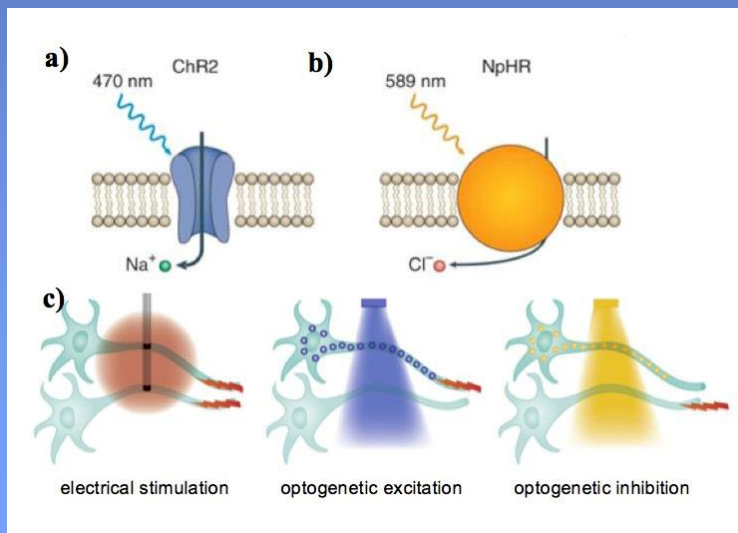 a)
ChR2
470 nm
Na⁺
b)
NpHR
589 nm
Cl⁻
c)
electrical stimulation
optogenetic excitation
optogenetic inhibition